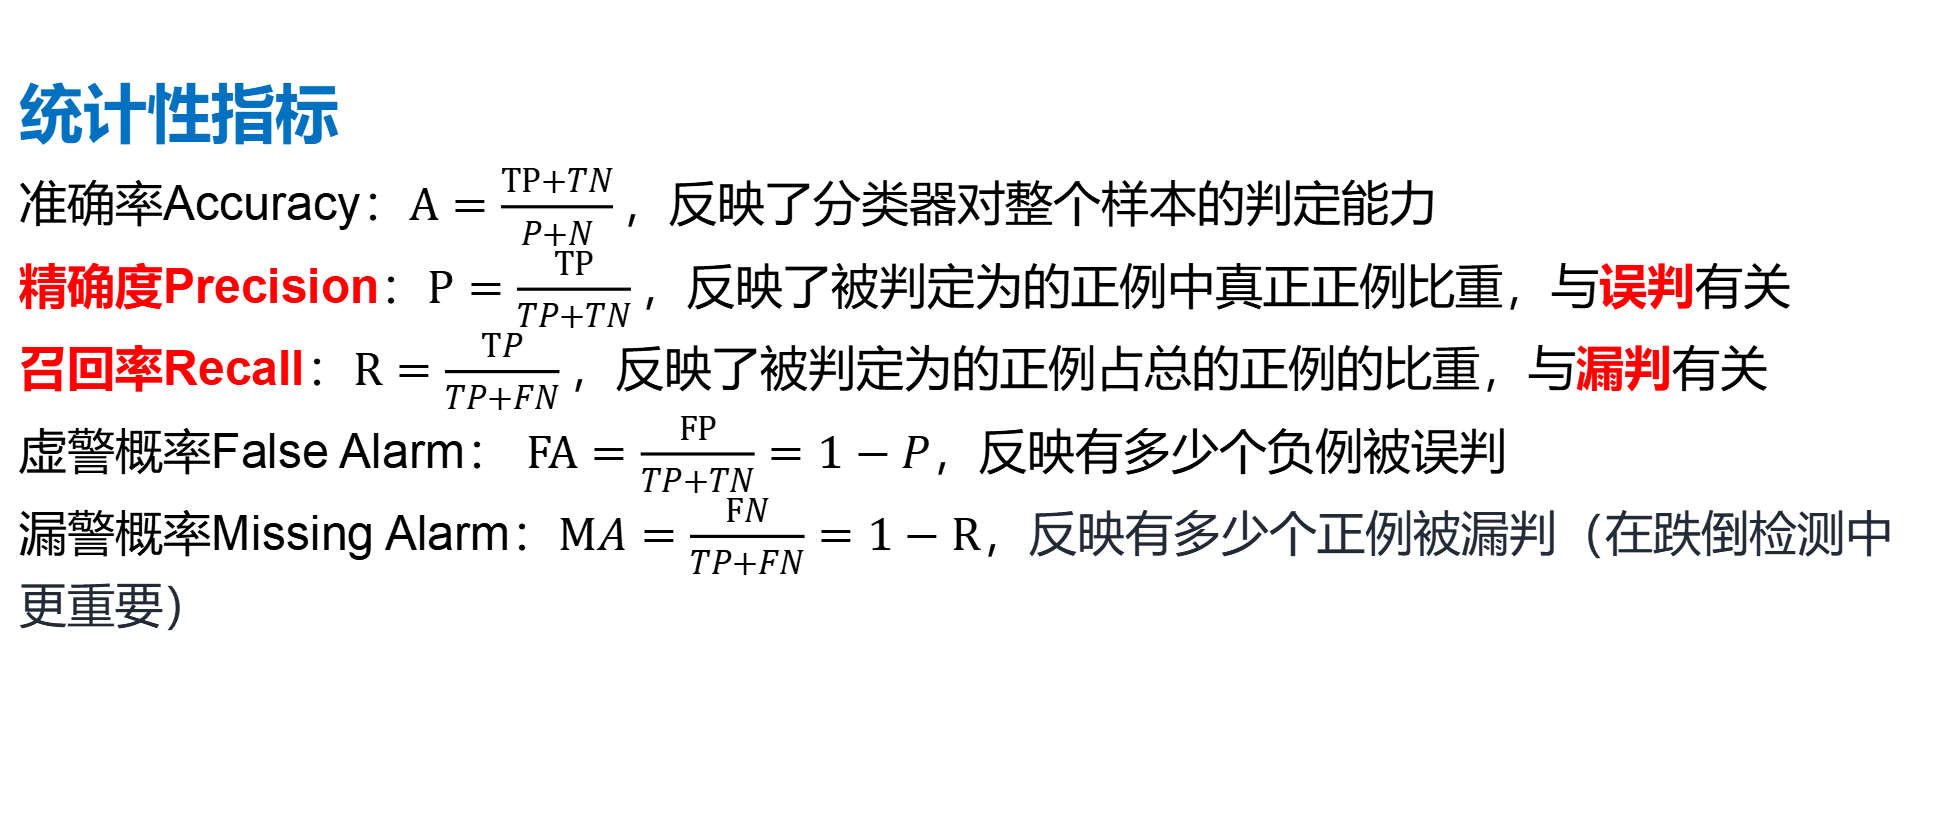 统计性指标
准确率Accuracy：A = \frac{TP+TN}{P+N}，反映了分类器对整个样本的判定能力
精确度Precision：P = \frac{TP}{TP+TN}，反映了被判定为的正例中真正正例比重，与误判有关
召回率Recall：R = \frac{TP}{TP+FN}，反映了被判定为的正例占总的正例的比重，与漏判有关
虚警概率False Alarm： FA = \frac{FP}{TP+TN} = 1 − P，反映有多少个负例被误判
漏警概率Missing Alarm：MA = \frac{FN}{TP+FN} = 1 − R，反映有多少个正例被漏判（在跌倒检测中
更重要）